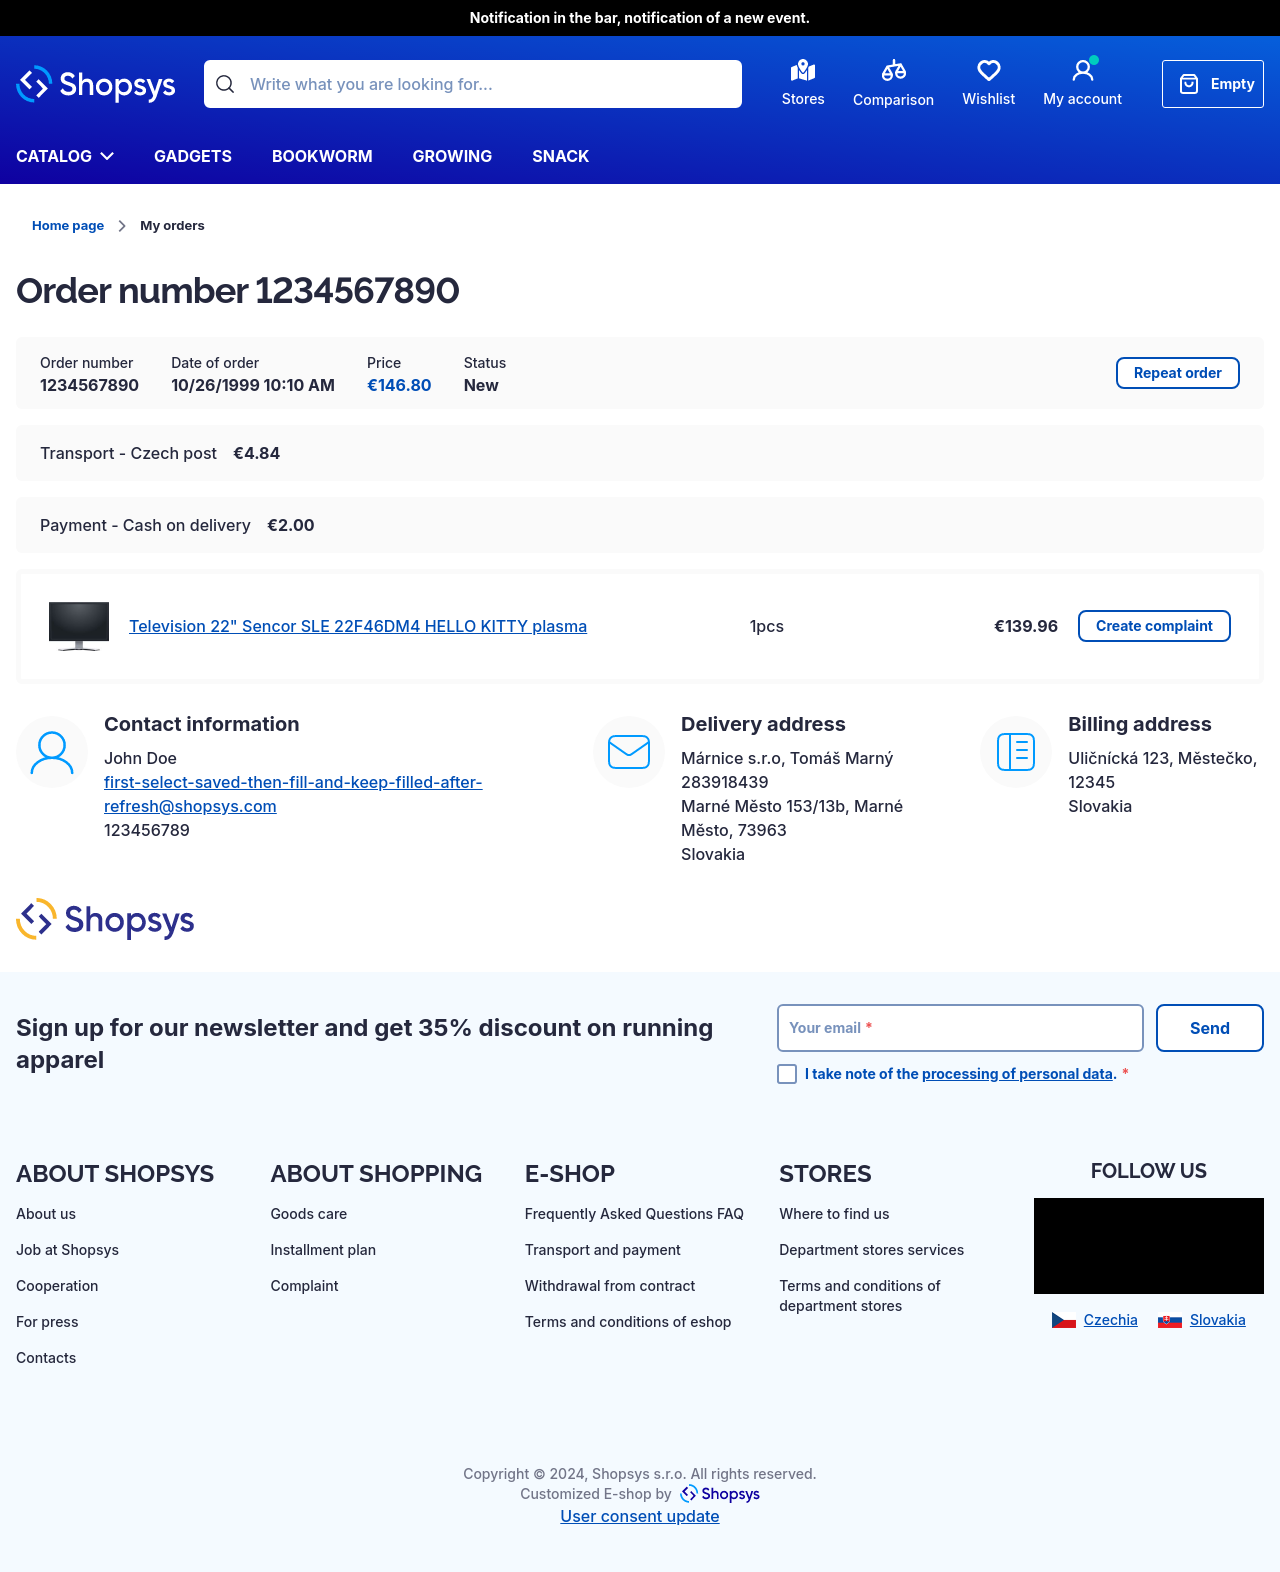 Notification in the bar, notification of a new event.
Shopsys
Write what you are looking for...
Stores
Comparison
Wishlist
My account
Empty
CATALOG
GADGETS
BOOKWORM
GROWING
SNACK
Home page
My orders
Order number 1234567890
Order number
1234567890
Date of order
10/26/1999 10:10 AM
Price
€146.80
Status
New
Repeat order
Transport - Czech post €4.84
Payment - Cash on delivery €2.00
Television 22" Sencor SLE 22F46DM4 HELLO KITTY plasma
1pcs
€139.96
Create complaint
Contact information
John Doe
first-select-saved-then-fill-and-keep-filled-after-
refresh@shopsys.com
123456789
Delivery address
Márnice s.r.o, Tomáš Marný
283918439
Marné Město 153/13b, Marné
Město, 73963
Slovakia
Billing address
Uličnícká 123, Městečko,
12345
Slovakia
Shopsys
Sign up for our newsletter and get 35% discount on running
apparel
Your email *
Send
I take note of the processing of personal data. *
ABOUT SHOPSYS
About us
Job at Shopsys
Cooperation
For press
Contacts
ABOUT SHOPPING
Goods care
Installment plan
Complaint
E-SHOP
Frequently Asked Questions FAQ
Transport and payment
Withdrawal from contract
Terms and conditions of eshop
STORES
Where to find us
Department stores services
Terms and conditions of
department stores
FOLLOW US
Czechia
Slovakia
Copyright © 2024, Shopsys s.r.o. All rights reserved.
Customized E-shop by Shopsys
User consent update